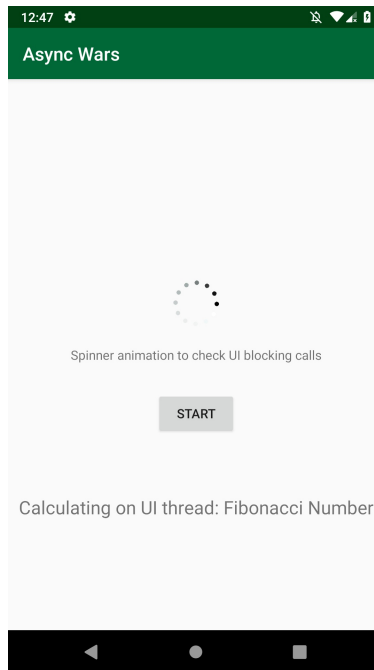 12:47
Async Wars
Spinner animation to check UI blocking calls
START
Calculating on UI thread: Fibonacci Number